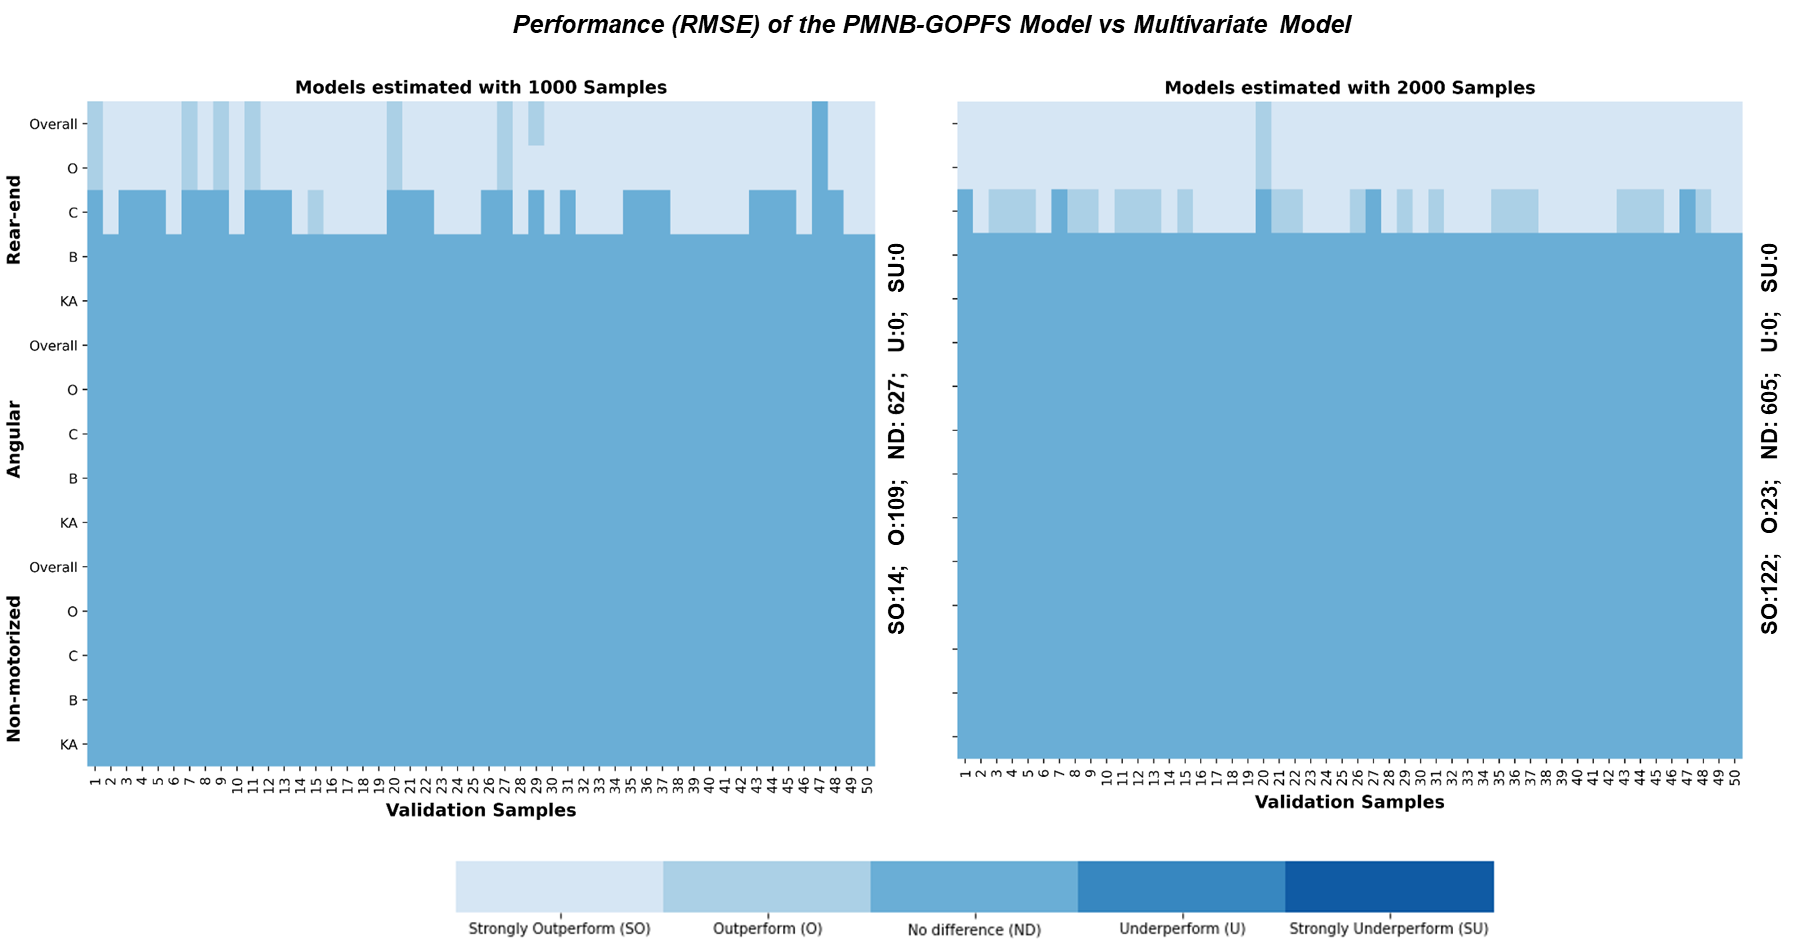 Performance (RMSE) of the PMNB-GOPFS Model vs Multivariate Model
Models estimated with 1000 Samples
Rear-end
Overall
O
C
B
KA
Angular
Overall
O
C
B
KA
Non-motorized
Overall
O
C
B
KA
1 2 3 4 5 6 7 8 9 10 11 12 13 14 15 16 17 18 19 20 21 22 23 24 25 26 27 28 29 30 31 32 33 34 35 36 37 38 39 40 41 42 43 44 45 46 47 48 49 50
Validation Samples
SO:14; O:109; ND: 627; U:0; SU:0
Models estimated with 2000 Samples
1 2 3 4 5 6 7 8 9 10 11 12 13 14 15 16 17 18 19 20 21 22 23 24 25 26 27 28 29 30 31 32 33 34 35 36 37 38 39 40 41 42 43 44 45 46 47 48 49 50
Validation Samples
SO:122; O:23; ND: 605; U:0; SU:0
Strongly Outperform (SO)
Outperform (O)
No difference (ND)
Underperform (U)
Strongly Underperform (SU)